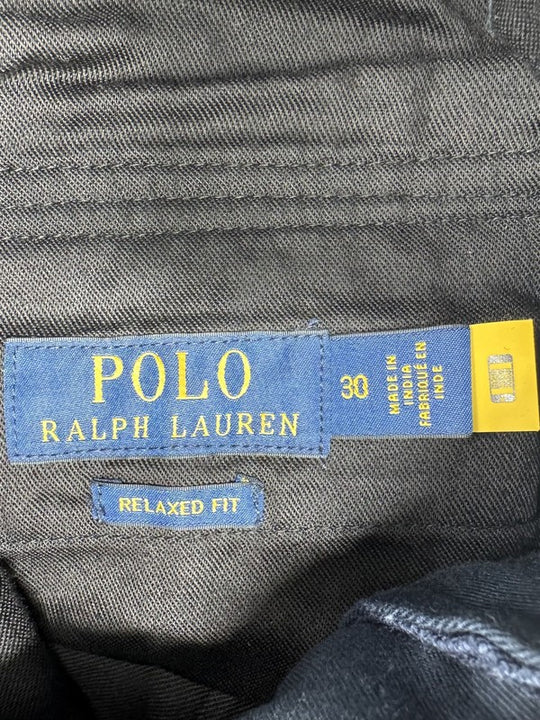 POLO
RALPH LAUREN
30
MADE IN
INDIA
FABRIQUÉ EN
INDE
RELAXED FIT